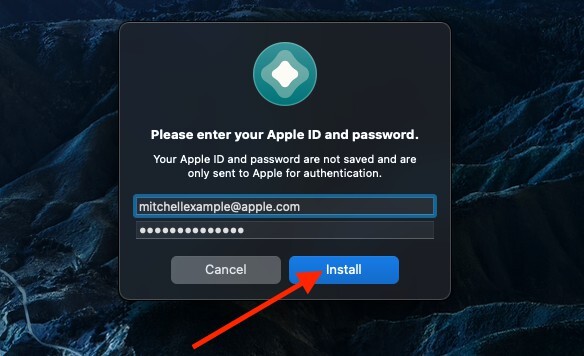 Please enter your Apple ID and password.
Your Apple ID and password are not saved and are
only sent to Apple for authentication.
mitchellexample@apple.com
●●●●●●●●●●●●●●
Cancel
Install